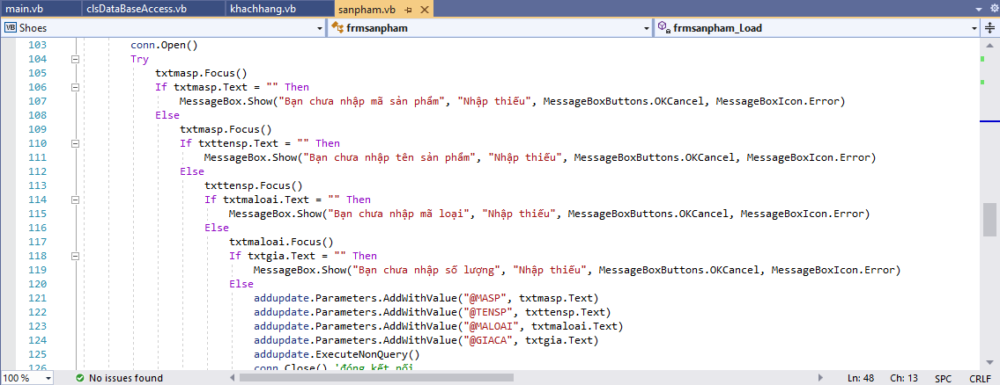 main.vb clsDataBaseAccess.vb khachhang.vb sanpham.vb
VB Shoes frmsanpham frmsanpham_Load
103 conn.Open()
104 Try
105 txtmasp.Focus()
106 If txtmasp.Text = "" Then
107 MessageBox.Show("Bạn chưa nhập mã sản phẩm", "Nhập thiếu", MessageBoxButtons.OKCancel, MessageBoxIcon.Error)
108 Else
109 txtmasp.Focus()
110 If txttensp.Text = "" Then
111 MessageBox.Show("Bạn chưa nhập tên sản phẩm", "Nhập thiếu", MessageBoxButtons.OKCancel, MessageBoxIcon.Error)
112 Else
113 txttensp.Focus()
114 If txtmaloai.Text = "" Then
115 MessageBox.Show("Bạn chưa nhập mã loại", "Nhập thiếu", MessageBoxButtons.OKCancel, MessageBoxIcon.Error)
116 Else
117 txtmaloai.Focus()
118 If txtgia.Text = "" Then
119 MessageBox.Show("Bạn chưa nhập số lượng", "Nhập thiếu", MessageBoxButtons.OKCancel, MessageBoxIcon.Error)
120 Else
121 addupdate.Parameters.AddWithValue("@MASP", txtmasp.Text)
122 addupdate.Parameters.AddWithValue("@TENSP", txttensp.Text)
123 addupdate.Parameters.AddWithValue("@MALOAI", txtmaloai.Text)
124 addupdate.Parameters.AddWithValue("@GIACA", txtgia.Text)
125 addupdate.ExecuteNonQuery()
126 conn.Close() 'đóng kết nối
100 % No issues found Ln: 48 Ch: 13 SPC CRLF